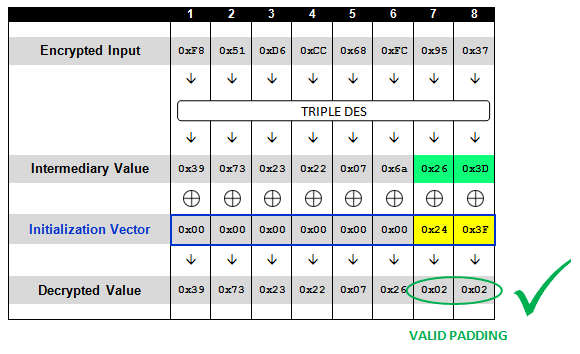 1 2 3 4 5 6 7 8
Encrypted Input 0xF8 0x51 0xD6 0xCC 0x68 0xFC 0x95 0x37
TRIPLE DES
Intermediary Value 0x39 0x73 0x23 0x22 0x07 0x6a 0x26 0x3D
Initialization Vector 0x00 0x00 0x00 0x00 0x00 0x00 0x24 0x3F
Decrypted Value 0x39 0x73 0x23 0x22 0x07 0x26 0x02 0x02
VALID PADDING